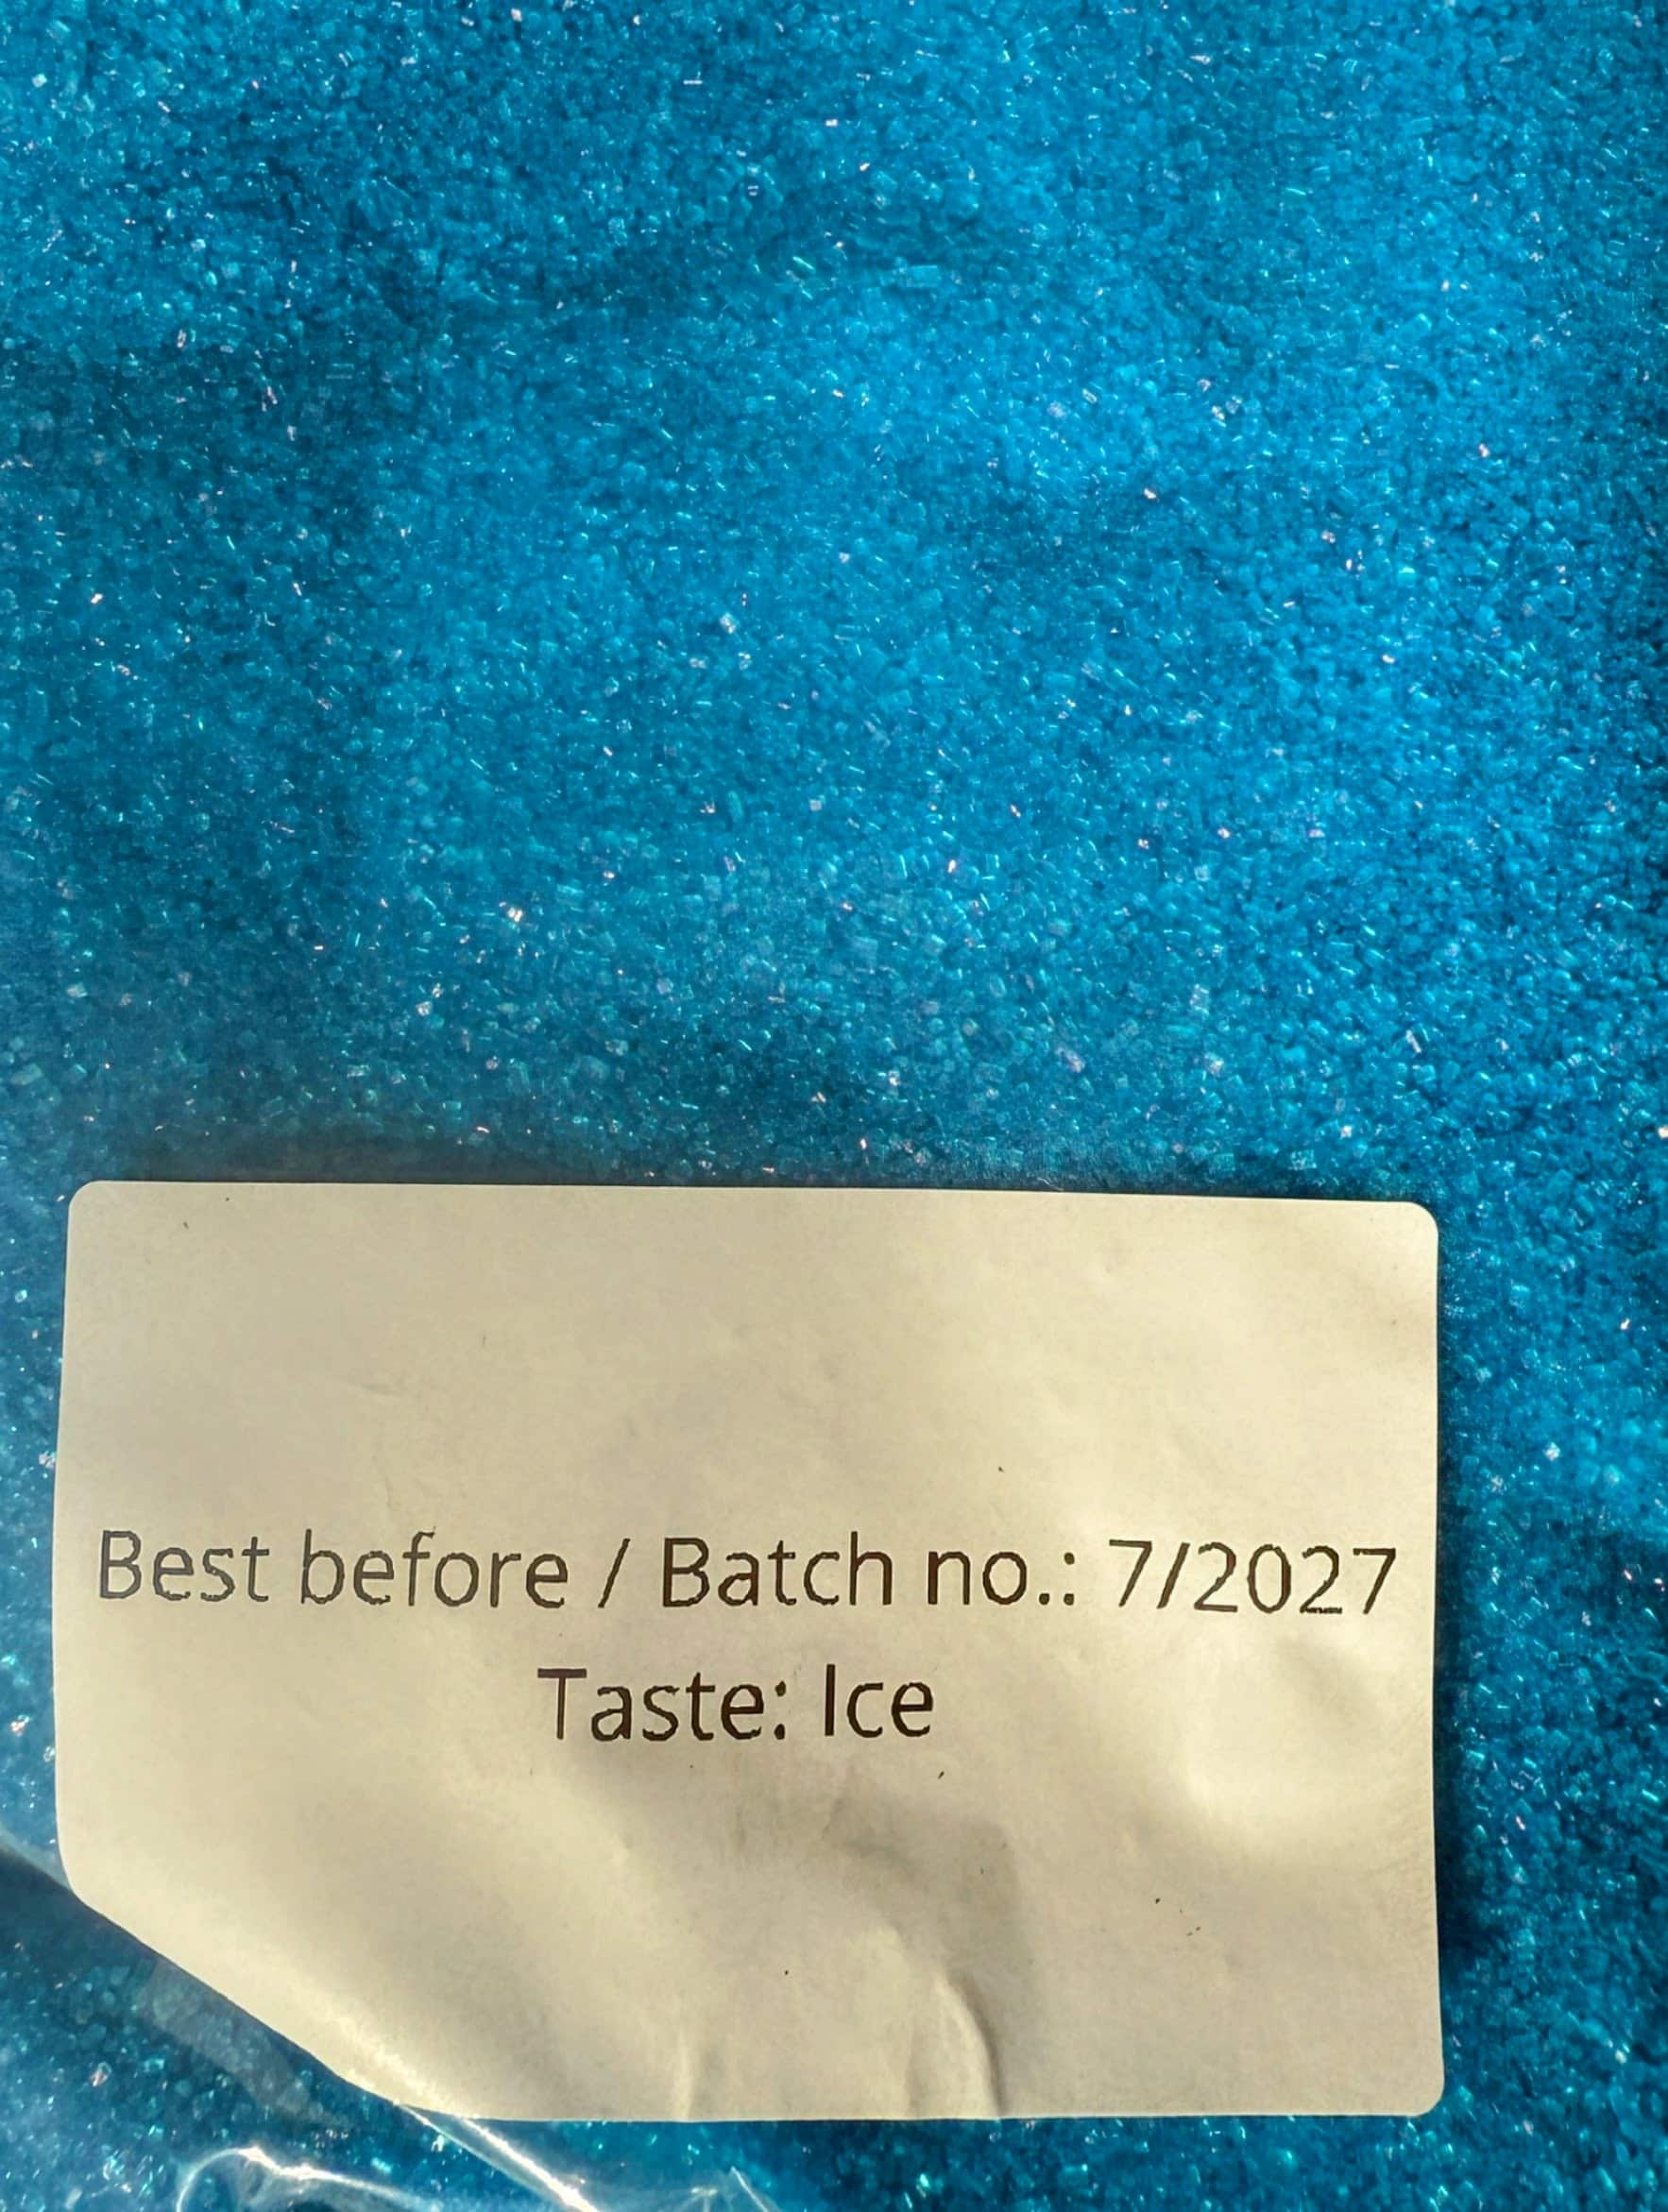 Best before / Batch no.: 7/2027
Taste: Ice